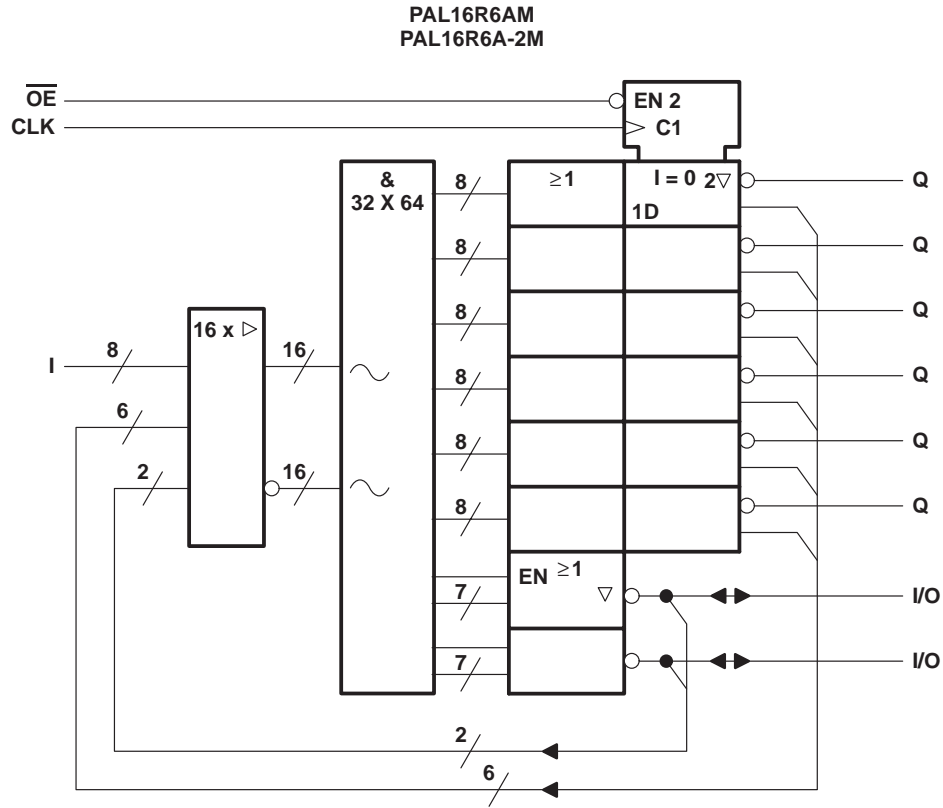 PAL16R6AM
PAL16R6A-2M
OE
EN 2
CLK
C1
&
32 X 64
8
≥1
I = 0 2▽
Q
1D
8
Q
8
Q
16 x ▷
I
8
16
8
Q
6
8
Q
2
16
8
Q
EN ≥1
▽
7
I/O
7
I/O
2
6